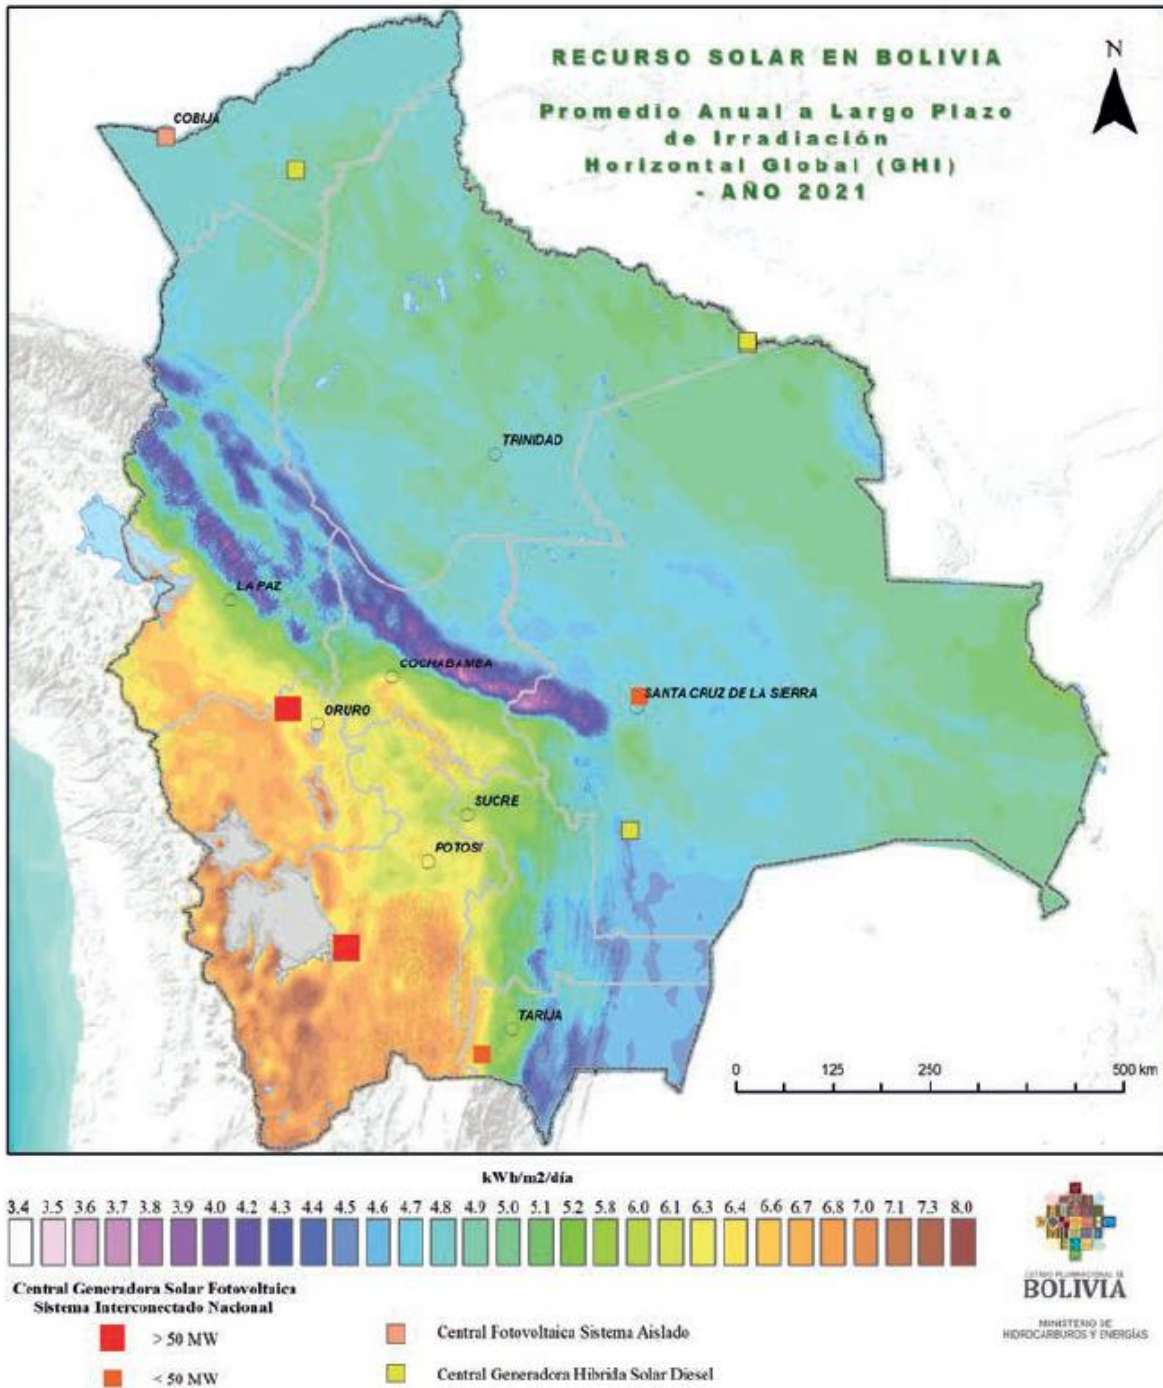 RECURSO SOLAR EN BOLIVIA
Promedio Anual a Largo Plazo
de Irradiación
Horizontal Global (GHI)
- AÑO 2021
N
COBIJA
TRINIDAD
LA PAZ
COCHABAMBA
SANTA CRUZ DE LA SIERRA
ORURO
SUCRE
POTOSI
TARIJA
0 125 250 500 km
kWh/m2/día
3.4 3.5 3.6 3.7 3.8 3.9 4.0 4.2 4.3 4.4 4.5 4.6 4.7 4.8 4.9 5.0 5.1 5.2 5.8 6.0 6.1 6.3 6.4 6.6 6.7 6.8 7.0 7.1 7.3 8.0
Central Generadora Solar Fotovoltaica
Sistema Interconectado Nacional
> 50 MW
< 50 MW
Central Fotovoltaica Sistema Aislado
Central Generadora Hibrida Solar Diesel
ESTADO PLURINACIONAL DE
BOLIVIA
MINISTERIO DE
HIDROCARBUROS Y ENERGÍAS